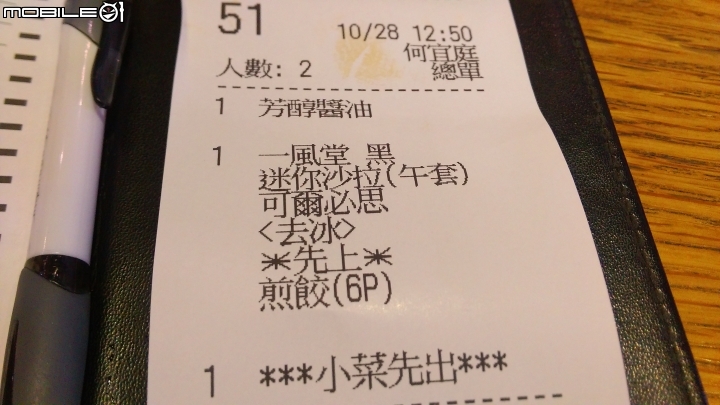 MOBILE01
51
10/28 12:50
何宜庭
人數: 2
總單
1 芳醇醬油
1 一風堂 黑
迷你沙拉(午套)
可爾必思
<去冰>
*先上*
煎餃(6P)
1 ***小菜先出***